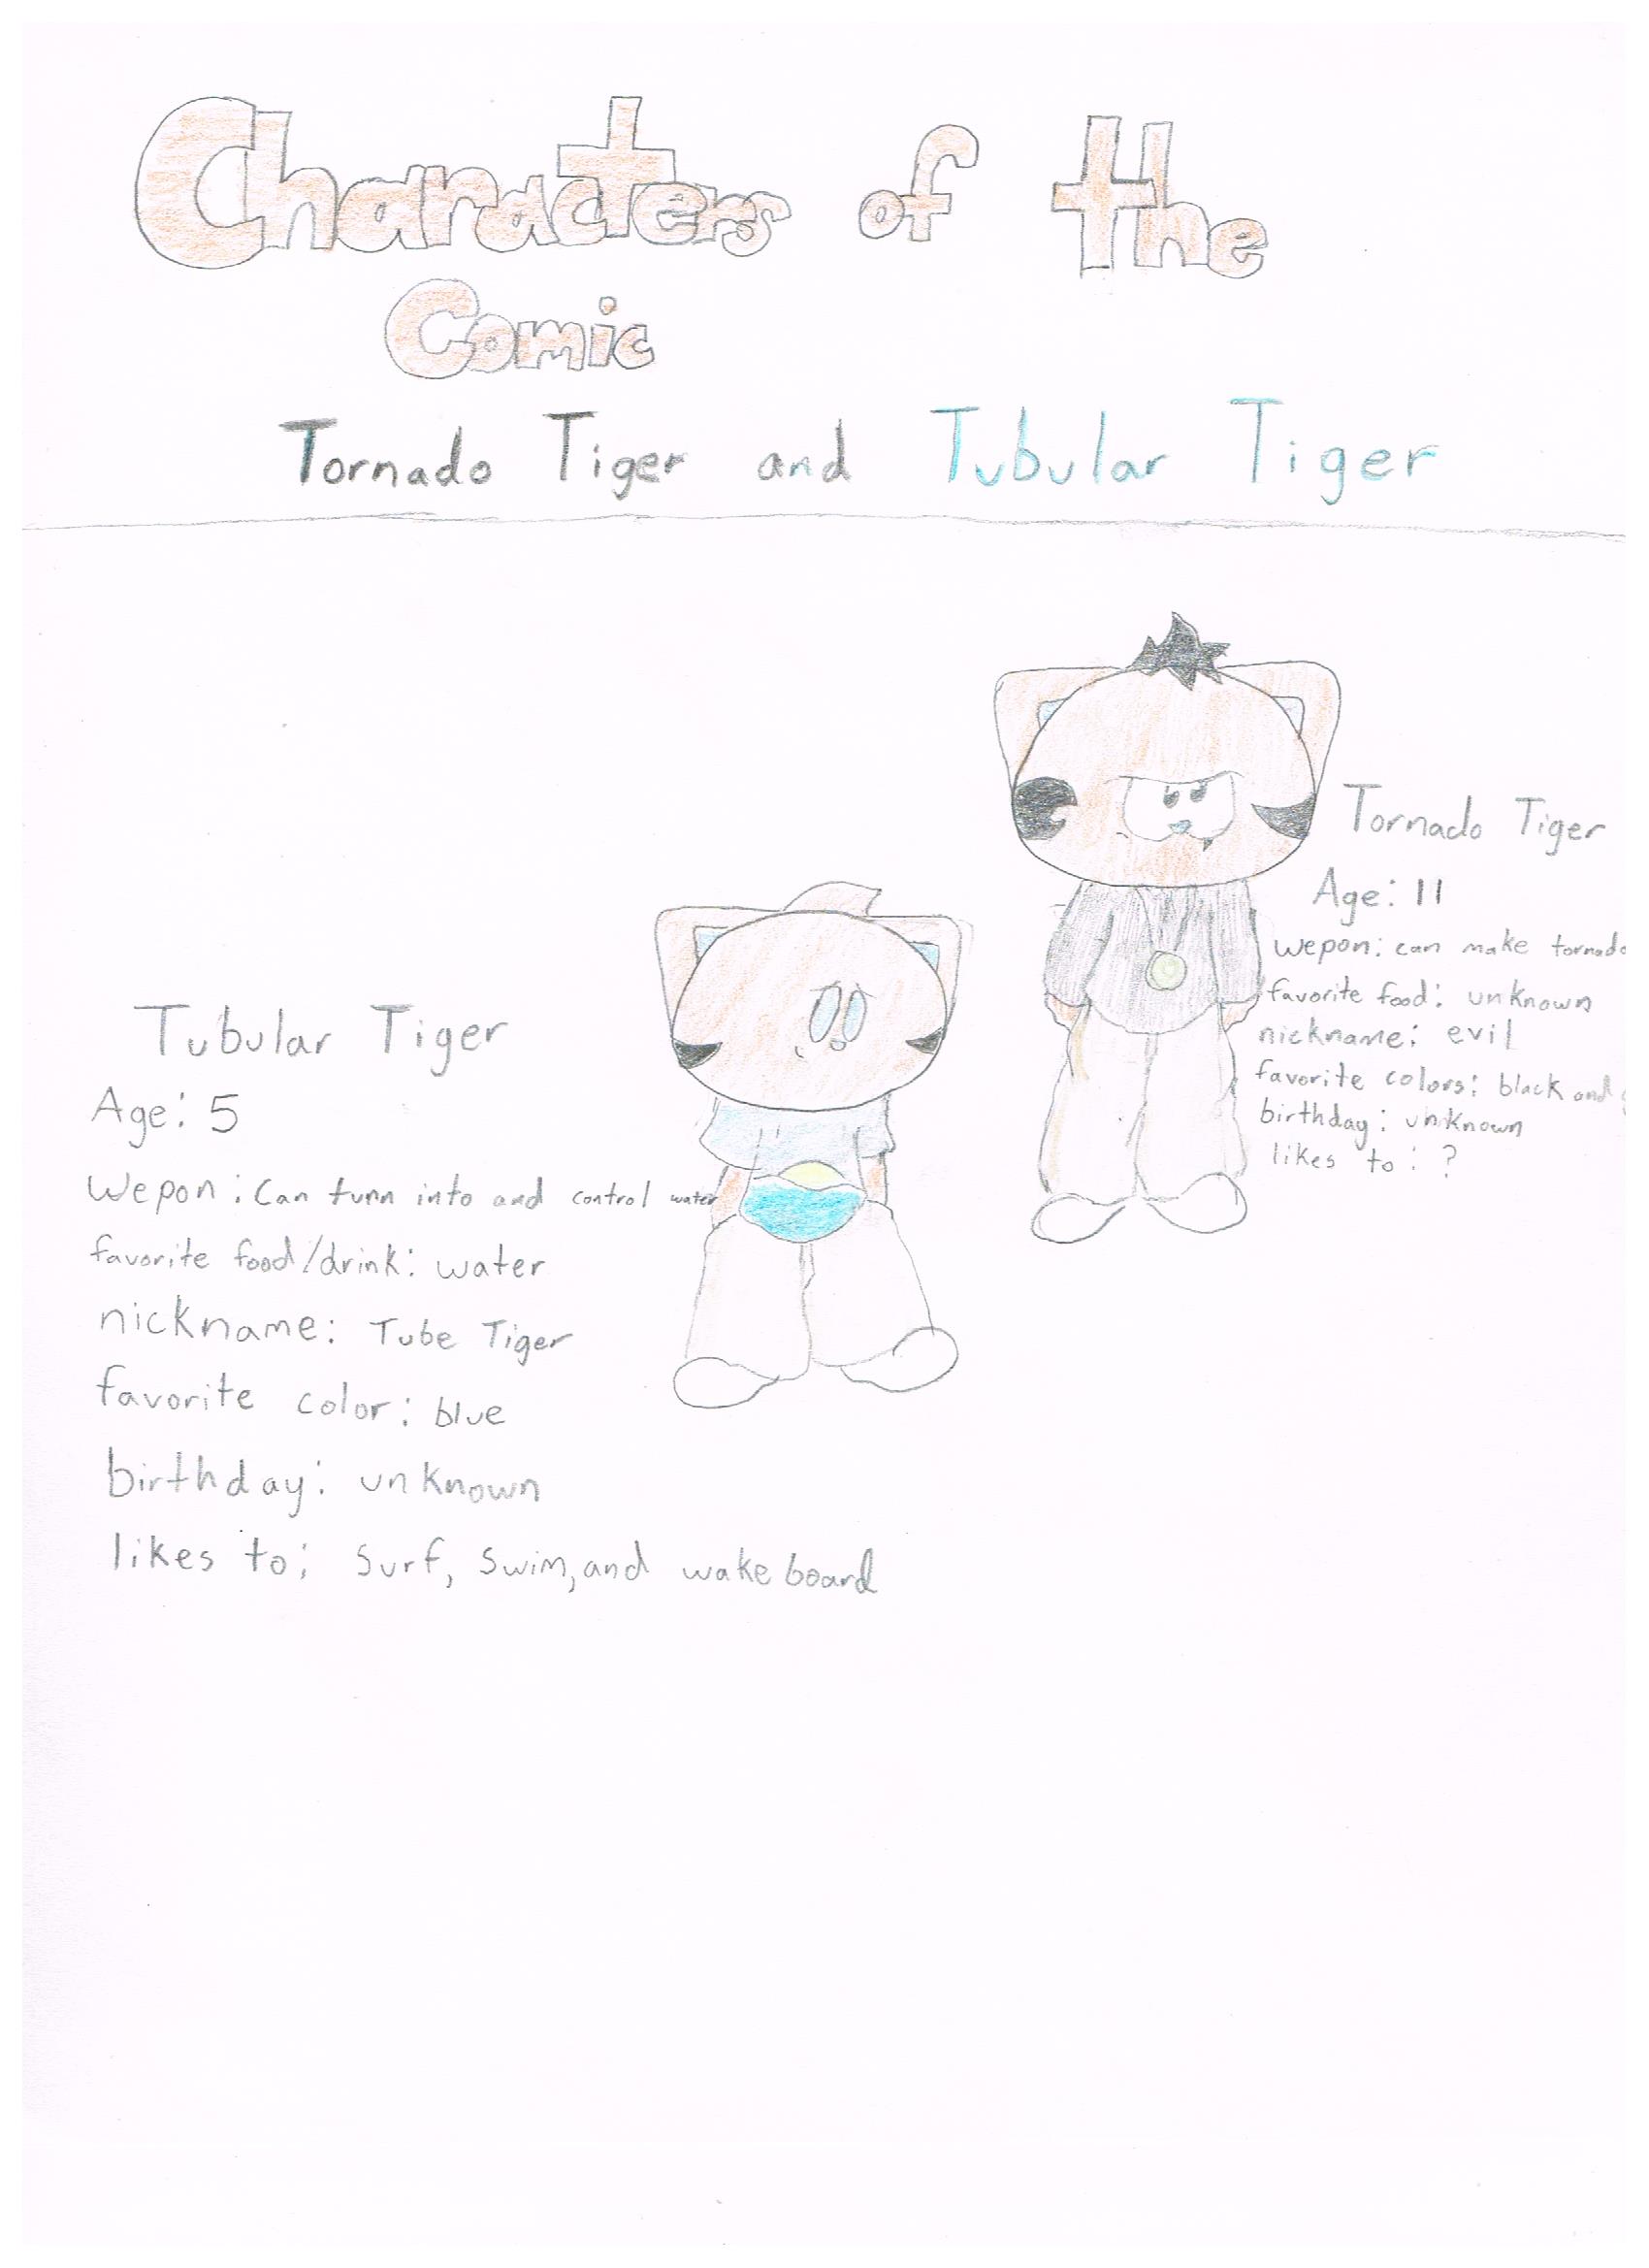 Characters of the
Comic
Tornado Tiger and Tubular Tiger
Tornado Tiger
Age: 11
wepon: can make tornado
favorite food: unknown
nickname: evil
favorite colors: black and
birthday: unknown
likes to: ?
Tubular Tiger
Age: 5
wepon: Can turn into and control water
favorite food/drink: water
nickname: Tube Tiger
favorite color: blue
birthday: unknown
likes to: Surf, Swim, and wake board